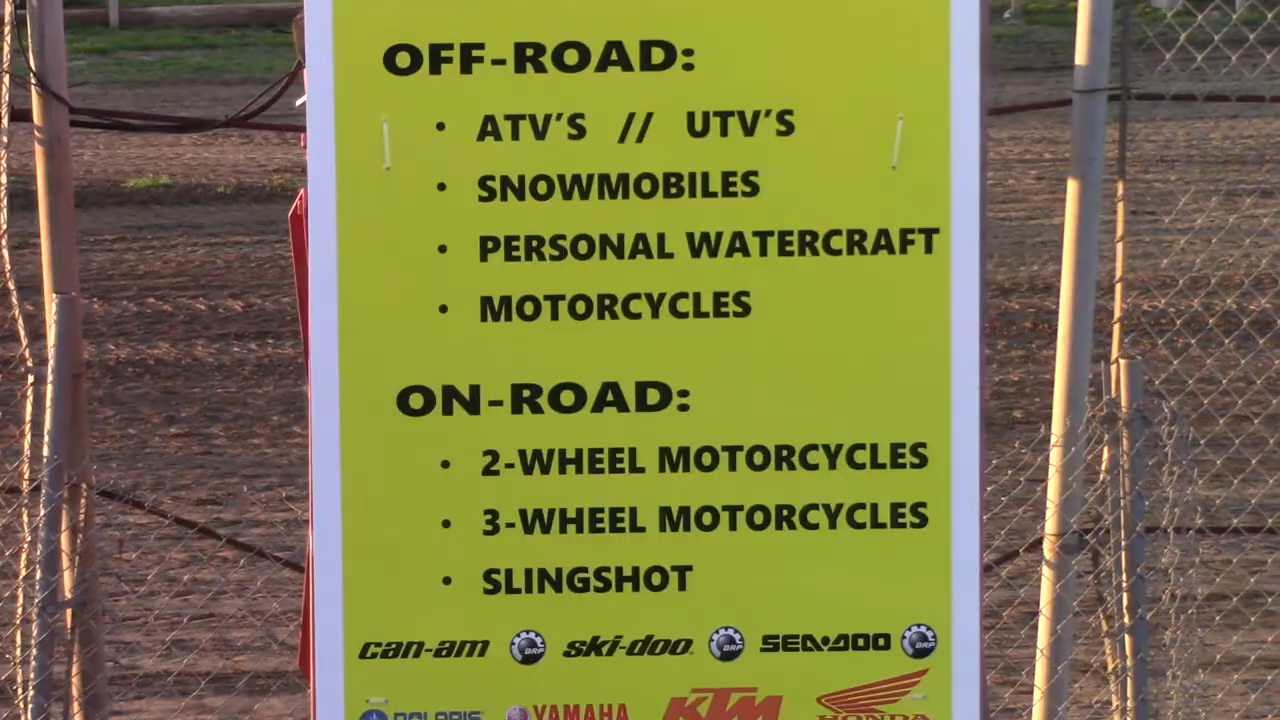 OFF-ROAD:
• ATV'S // UTV'S
• SNOWMOBILES
• PERSONAL WATERCRAFT
• MOTORCYCLES
ON-ROAD:
• 2-WHEEL MOTORCYCLES
• 3-WHEEL MOTORCYCLES
• SLINGSHOT
can-am BRP ski-doo BRP SEA-DOO BRP
POLARIS YAMAHA KTM HONDA